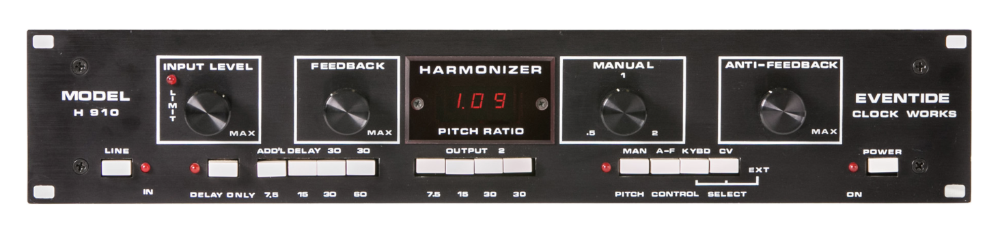 INPUT LEVEL
LIMIT
MAX
FEEDBACK
MAX
HARMONIZER
1.09
PITCH RATIO
MANUAL
1
.5 2
ANTI-FEEDBACK
MAX
MODEL
H 910
EVENTIDE
CLOCK WORKS
LINE
IN
DELAY ONLY
ADD'L DELAY 30 30
7.5 15 30 60
OUTPUT 2
7.5 15 30 30
MAN A-F KYBD CV
EXT
PITCH CONTROL SELECT
POWER
ON